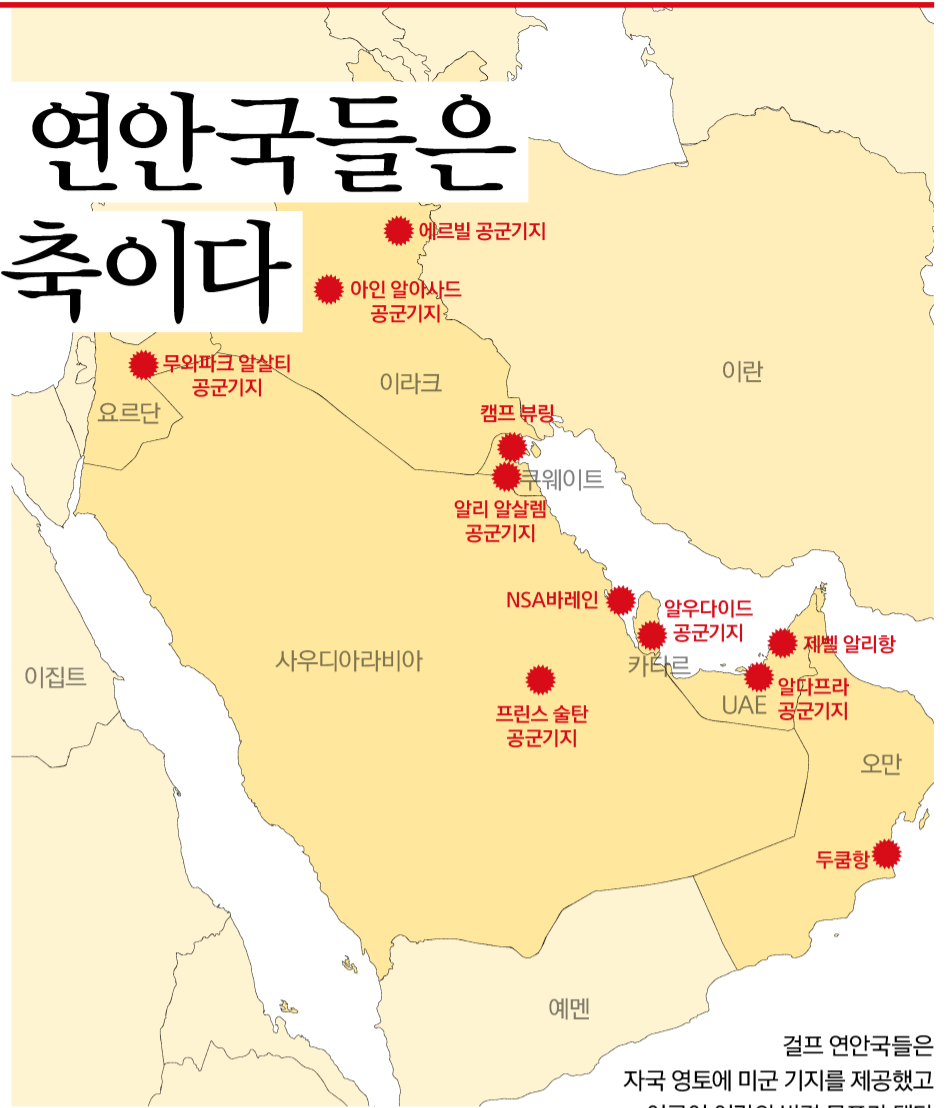 연안국들은
축이다
에르빌 공군기지
아인 알아사드
공군기지
무와파크 알살티
공군기지
이라크
이란
요르단
캠프 뷰링
쿠웨이트
알리 알살렘
공군기지
NSA바레인
알우다이드
공군기지
제벨 알리항
이집트
사우디아라비아
카타르
알다프라
공군기지
UAE
프린스 술탄
공군기지
오만
두쿰항
예멘
걸프 연안국들은
자국 영토에 미군 기지를 제공했고